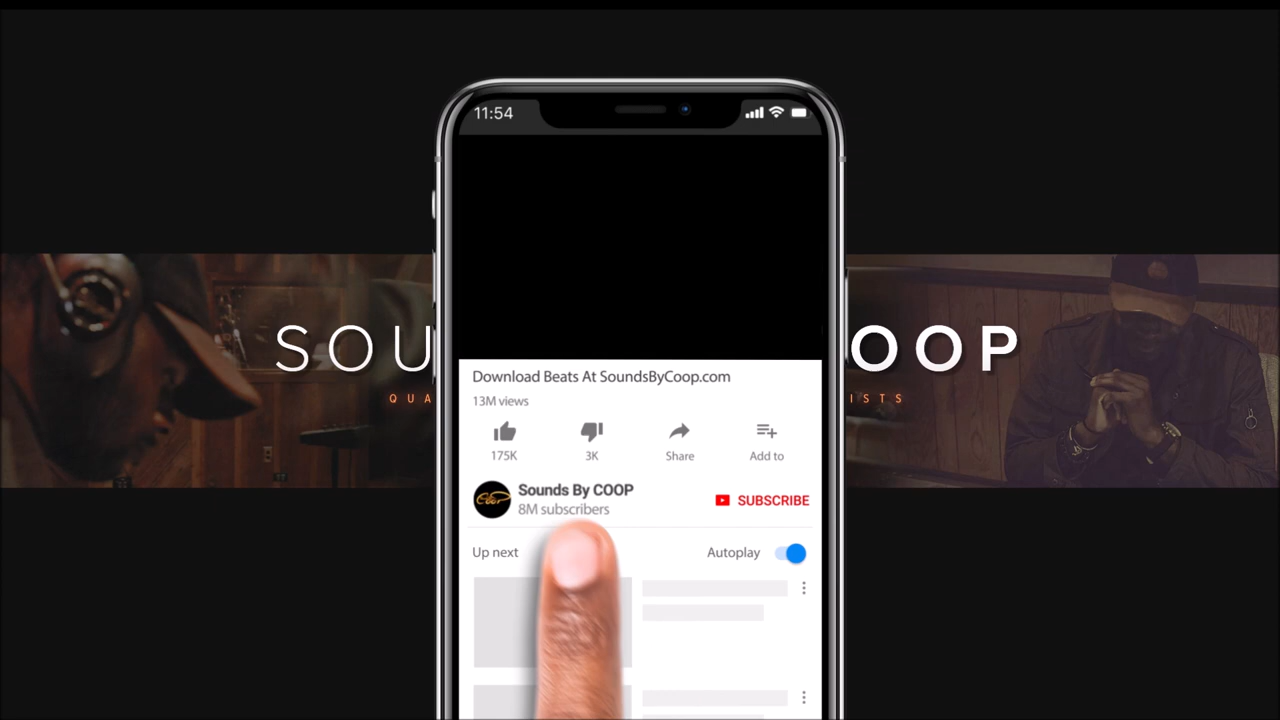 11:54
SOU
OOP
QUA
ISTS
Download Beats At SoundsByCoop.com
13M views
175K
3K
Share
Add to
Coop
Sounds By COOP
8M subscribers
SUBSCRIBE
Up next
Autoplay